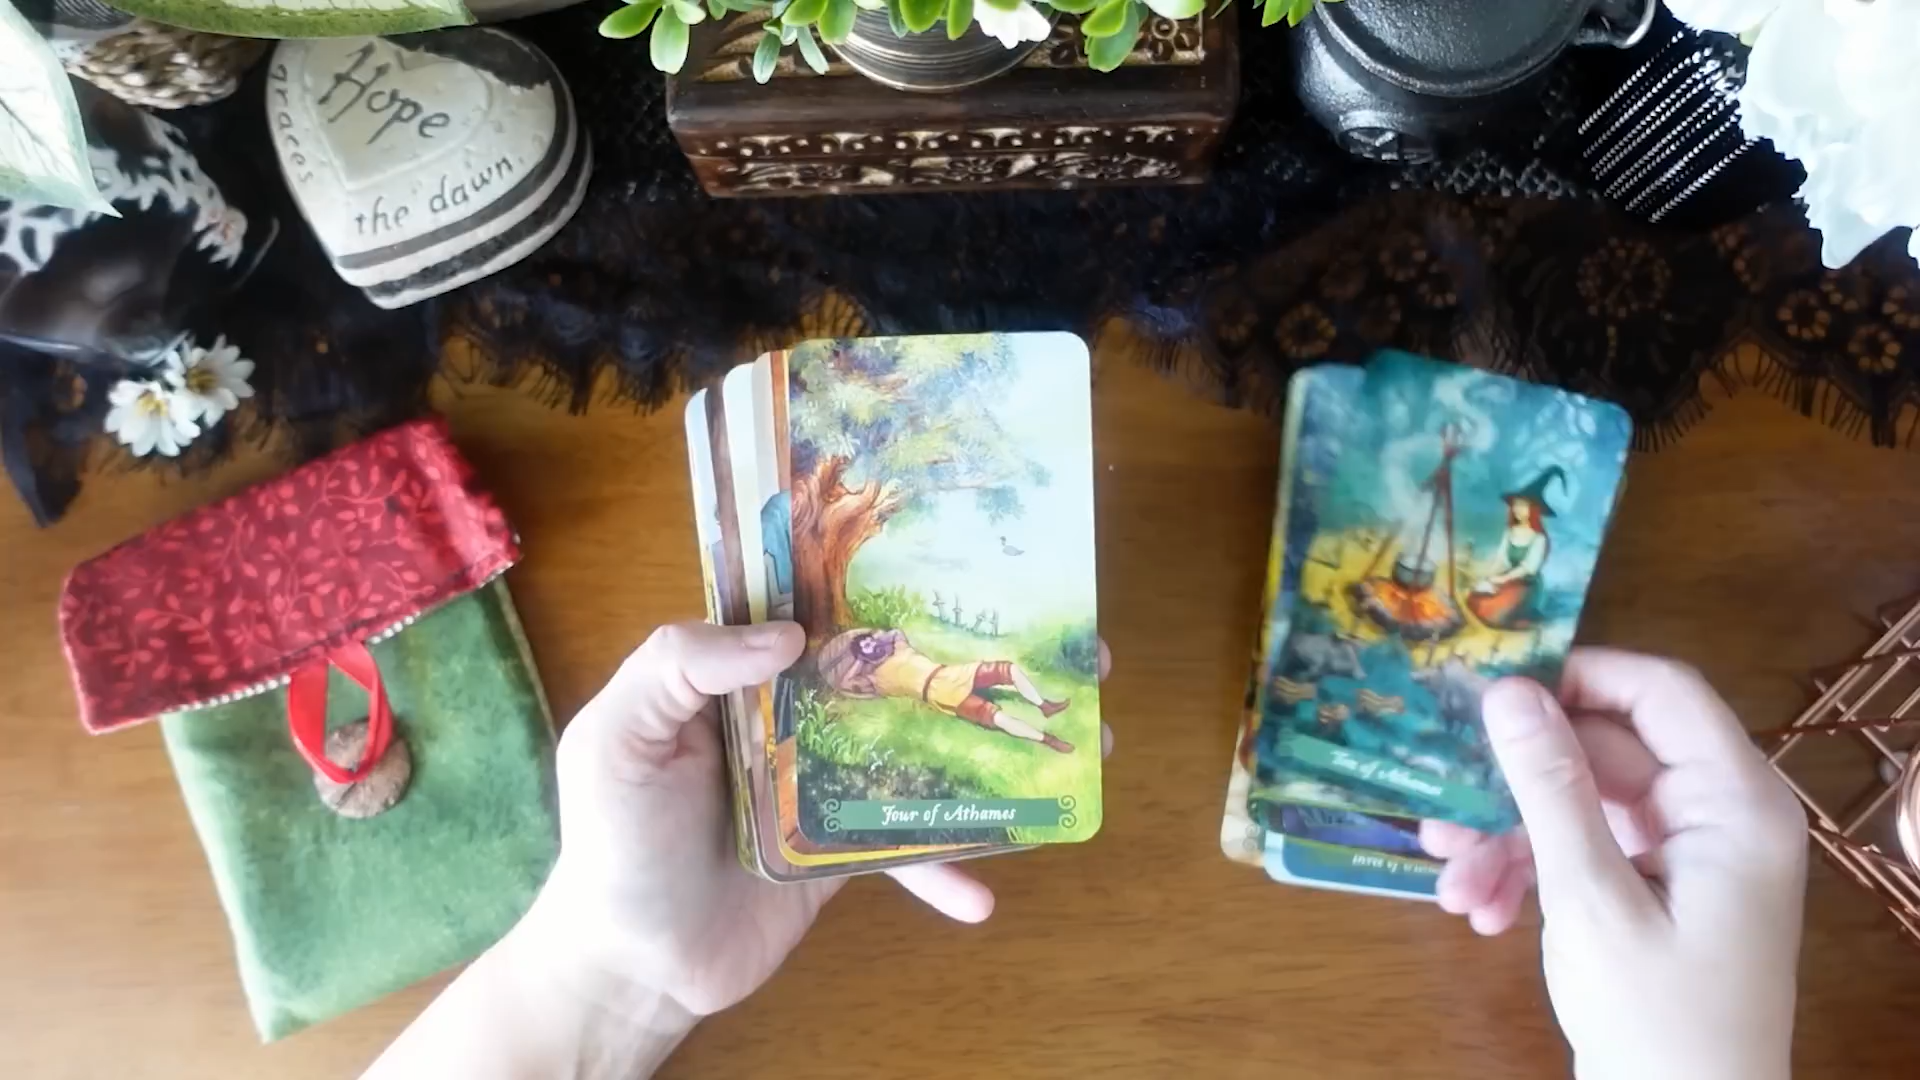 Hope
graces
the dawn.
Four of Athames
Ten of Athames